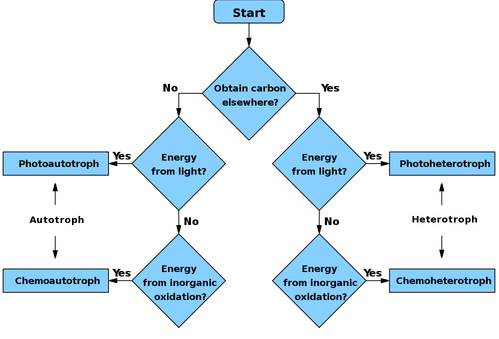 Start
Obtain carbon
elsewhere?
No
Yes
Energy
from light?
Energy
from light?
Yes
Photoautotroph
Yes
Photoheterotroph
Autotroph
Heterotroph
No
No
Energy
from inorganic
oxidation?
Energy
from inorganic
oxidation?
Yes
Chemoautotroph
Yes
Chemoheterotroph